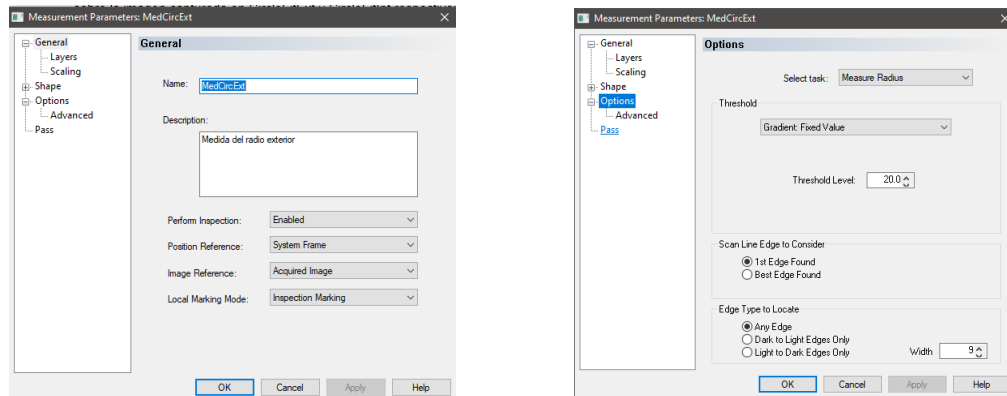 Measurement Parameters: MedCircExt
General
Layers
Scaling
Shape
Options
Advanced
Pass
General
Name: MedCircExt
Description:
Medida del radio exterior
Perform Inspection: Enabled
Position Reference: System Frame
Image Reference: Acquired Image
Local Marking Mode: Inspection Marking
OK Cancel Apply Help
Measurement Parameters: MedCircExt
General
Layers
Scaling
Shape
Options
Advanced
Pass
Options
Select task: Measure Radius
Threshold
Gradient: Fixed Value
Threshold Level: 20.0
Scan Line Edge to Consider
1st Edge Found
Best Edge Found
Edge Type to Locate
Any Edge
Dark to Light Edges Only
Light to Dark Edges Only
Width 9
OK Cancel Apply Help